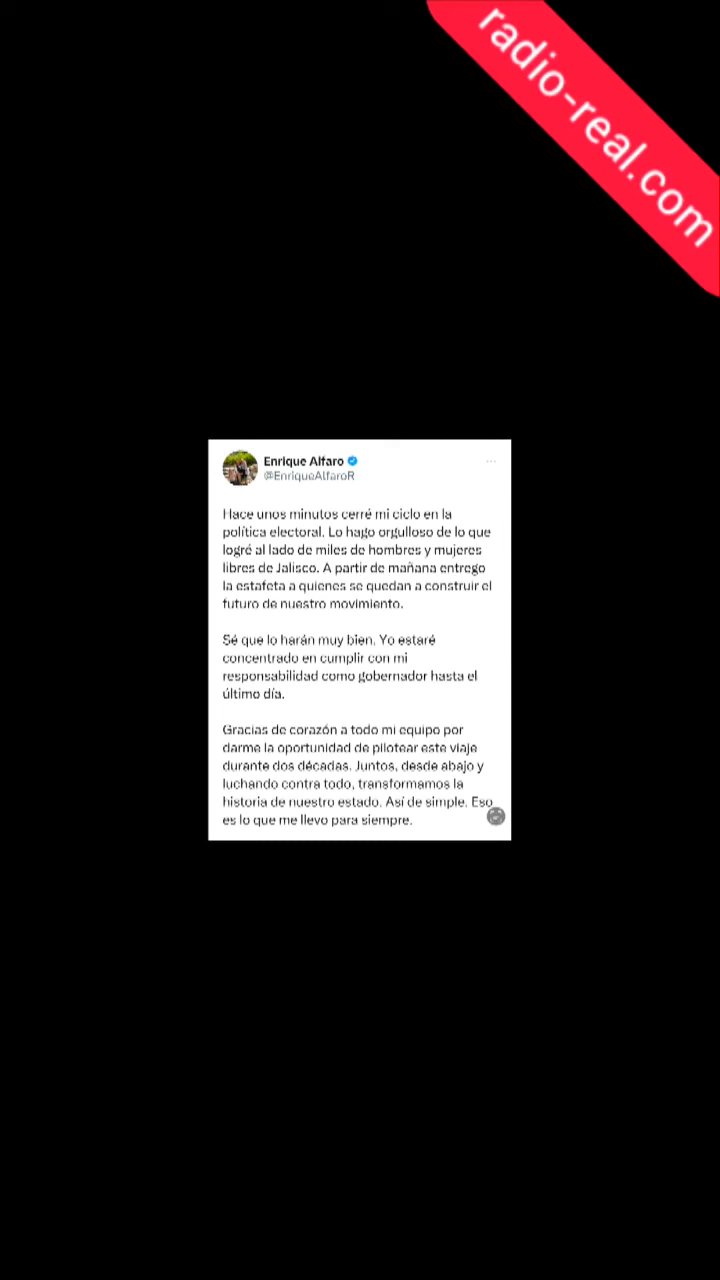 radio-real.com
Enrique Alfaro
@EnriqueAlfaroR
Hace unos minutos cerré mi ciclo en la
política electoral. Lo hago orgulloso de lo que
logré al lado de miles de hombres y mujeres
libres de Jalisco. A partir de mañana entrego
la estafeta a quienes se quedan a construir el
futuro de nuestro movimiento.
Sé que lo harán muy bien. Yo estaré
concentrado en cumplir con mi
responsabilidad como gobernador hasta el
último día.
Gracias de corazón a todo mi equipo por
darme la oportunidad de pilotear este viaje
durante dos décadas. Juntos, desde abajo y
luchando contra todo, transformamos la
historia de nuestro estado. Así de simple. Eso
es lo que me llevo para siempre.